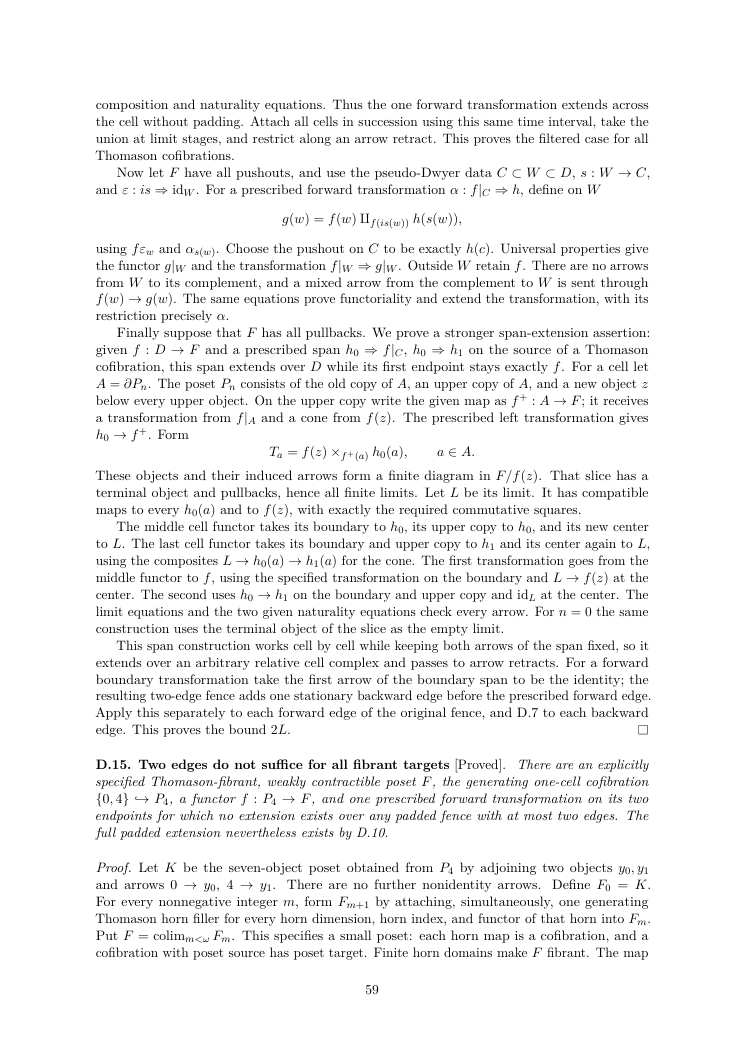 composition and naturality equations. Thus the one forward transformation extends across
the cell without padding. Attach all cells in succession using this same time interval, take the
union at limit stages, and restrict along an arrow retract. This proves the filtered case for all
Thomason cofibrations.
Now let F have all pushouts, and use the pseudo-Dwyer data C ⊂ W ⊂ D, s : W → C,
and ε : is ⇒ id_W. For a prescribed forward transformation α : f|_C ⇒ h, define on W
g(w) = f(w) ⨿_{f(is(w))} h(s(w)),
using fε_w and α_{s(w)}. Choose the pushout on C to be exactly h(c). Universal properties give
the functor g|_W and the transformation f|_W ⇒ g|_W. Outside W retain f. There are no arrows
from W to its complement, and a mixed arrow from the complement to W is sent through
f(w) → g(w). The same equations prove functoriality and extend the transformation, with its
restriction precisely α.
Finally suppose that F has all pullbacks. We prove a stronger span-extension assertion:
given f : D → F and a prescribed span h_0 ⇒ f|_C, h_0 ⇒ h_1 on the source of a Thomason
cofibration, this span extends over D while its first endpoint stays exactly f. For a cell let
A = ∂P_n. The poset P_n consists of the old copy of A, an upper copy of A, and a new object z
below every upper object. On the upper copy write the given map as f^+ : A → F; it receives
a transformation from f|_A and a cone from f(z). The prescribed left transformation gives
h_0 → f^+. Form
T_a = f(z) ×_{f^+(a)} h_0(a), a ∈ A.
These objects and their induced arrows form a finite diagram in F/f(z). That slice has a
terminal object and pullbacks, hence all finite limits. Let L be its limit. It has compatible
maps to every h_0(a) and to f(z), with exactly the required commutative squares.
The middle cell functor takes its boundary to h_0, its upper copy to h_0, and its new center
to L. The last cell functor takes its boundary and upper copy to h_1 and its center again to L,
using the composites L → h_0(a) → h_1(a) for the cone. The first transformation goes from the
middle functor to f, using the specified transformation on the boundary and L → f(z) at the
center. The second uses h_0 → h_1 on the boundary and upper copy and id_L at the center. The
limit equations and the two given naturality equations check every arrow. For n = 0 the same
construction uses the terminal object of the slice as the empty limit.
This span construction works cell by cell while keeping both arrows of the span fixed, so it
extends over an arbitrary relative cell complex and passes to arrow retracts. For a forward
boundary transformation take the first arrow of the boundary span to be the identity; the
resulting two-edge fence adds one stationary backward edge before the prescribed forward edge.
Apply this separately to each forward edge of the original fence, and D.7 to each backward
edge. This proves the bound 2L. □
D.15. Two edges do not suffice for all fibrant targets [Proved]. There are an explicitly
specified Thomason-fibrant, weakly contractible poset F, the generating one-cell cofibration
{0, 4} ↪ P_4, a functor f : P_4 → F, and one prescribed forward transformation on its two
endpoints for which no extension exists over any padded fence with at most two edges. The
full padded extension nevertheless exists by D.10.
Proof. Let K be the seven-object poset obtained from P_4 by adjoining two objects y_0, y_1
and arrows 0 → y_0, 4 → y_1. There are no further nonidentity arrows. Define F_0 = K.
For every nonnegative integer m, form F_{m+1} by attaching, simultaneously, one generating
Thomason horn filler for every horn dimension, horn index, and functor of that horn into F_m.
Put F = colim_{m<ω} F_m. This specifies a small poset: each horn map is a cofibration, and a
cofibration with poset source has poset target. Finite horn domains make F fibrant. The map
59